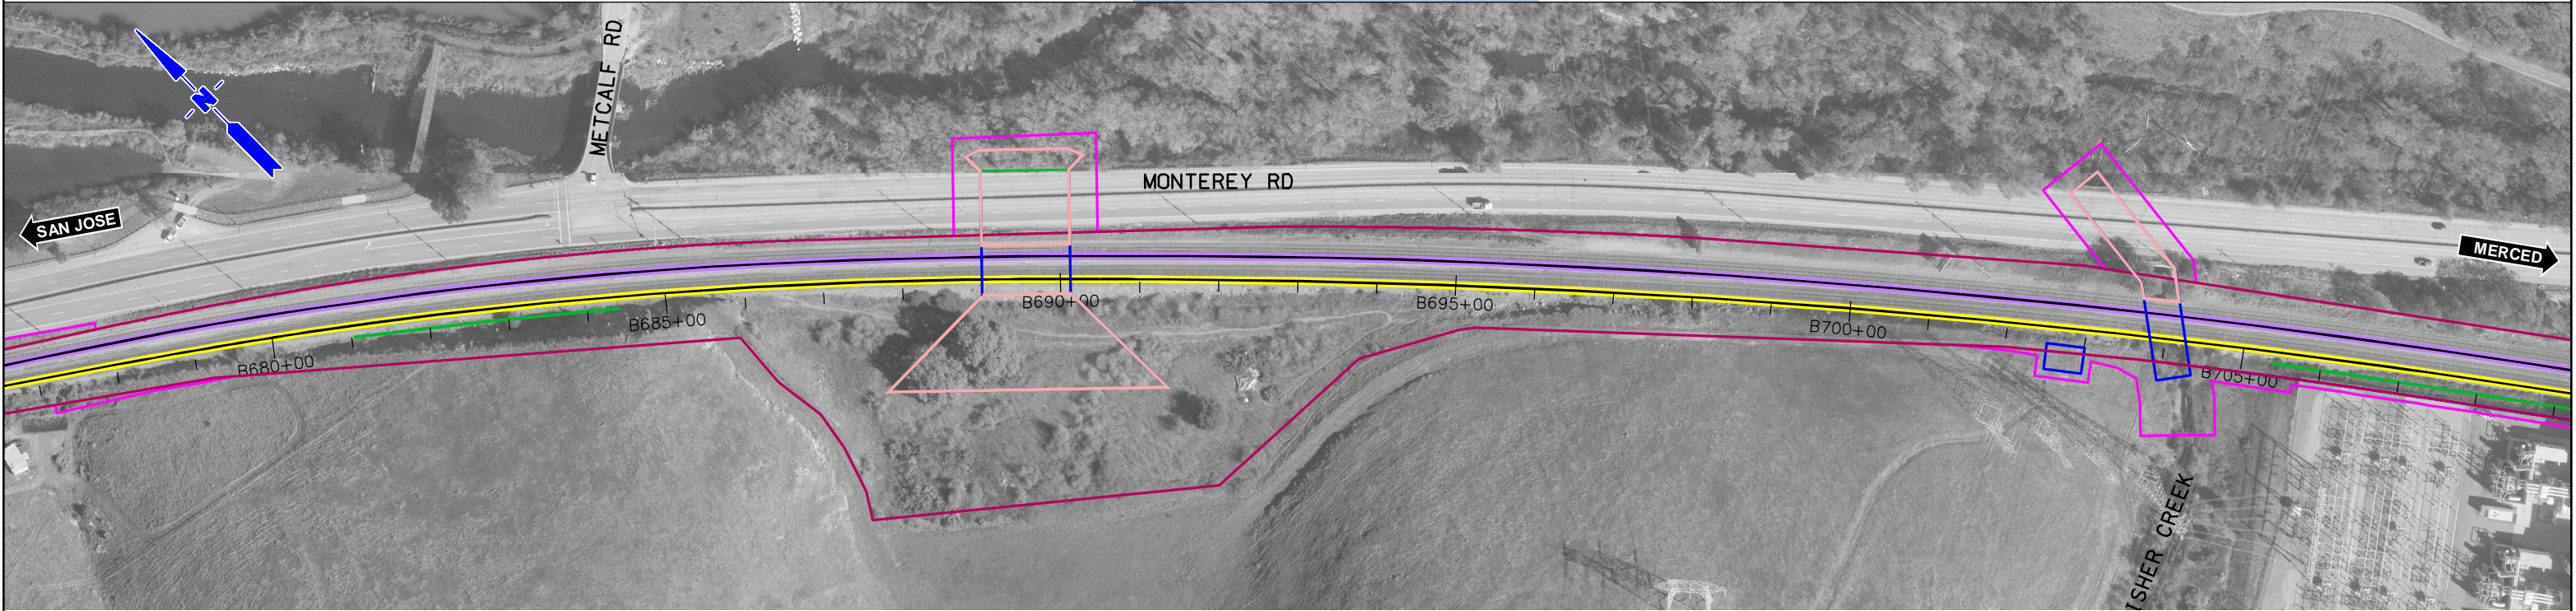 METCALF RD
N
MONTEREY RD
SAN JOSE
MERCED
B680+00
B685+00
B690+00
B695+00
B700+00
B705+00
ISHER CREEK